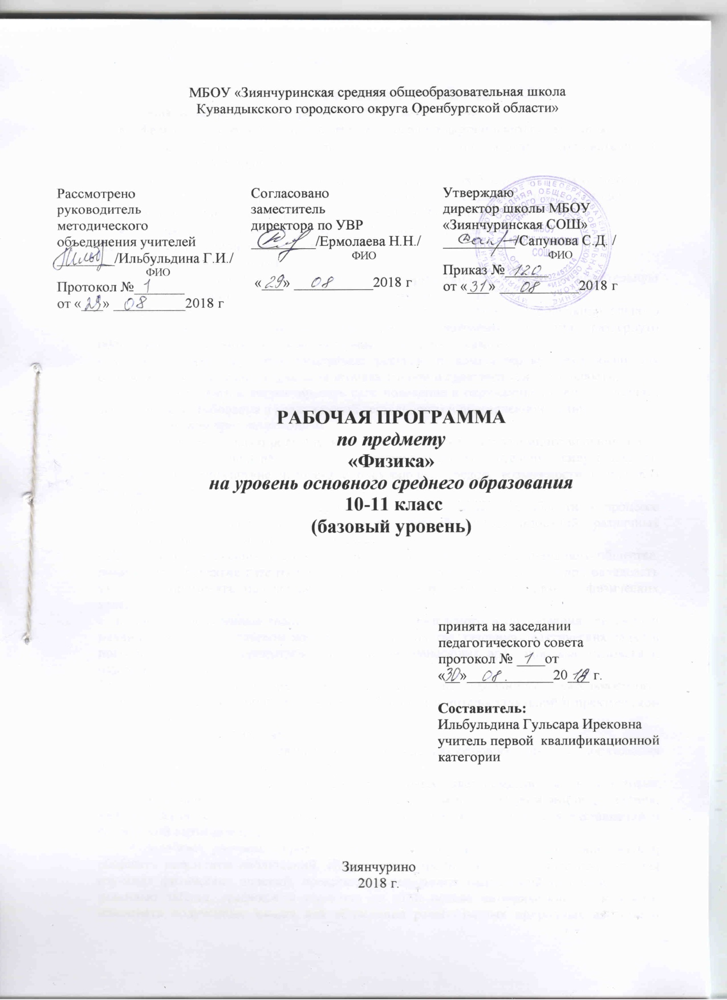 МБОУ «Зиянчуринская средняя общеобразовательная школа
Кувандыкского городского округа Оренбургской области»
Рассмотрено
руководитель
методического
объединения учителей
/Ильбульдина Г.И./
ФИО
Протокол № 1
от «29» 08 2018 г
Согласовано
заместитель
директора по УВР
/Ермолаева Н.Н./
ФИО
«29» 08 2018 г
Утверждаю
директор школы МБОУ
«Зиянчуринская СОШ»
/Сапунова С.Д. /
ФИО
Приказ № 120
от «31» 08 2018 г
РАБОЧАЯ ПРОГРАММА
по предмету
«Физика»
на уровень основного среднего образования
10-11 класс
(базовый уровень)
принята на заседании
педагогического совета
протокол № 1 от
«30» 08. 2018 г.
Составитель:
Ильбульдина Гульсара Ирековна
учитель первой квалификационной
категории
Зиянчурино
2018 г.